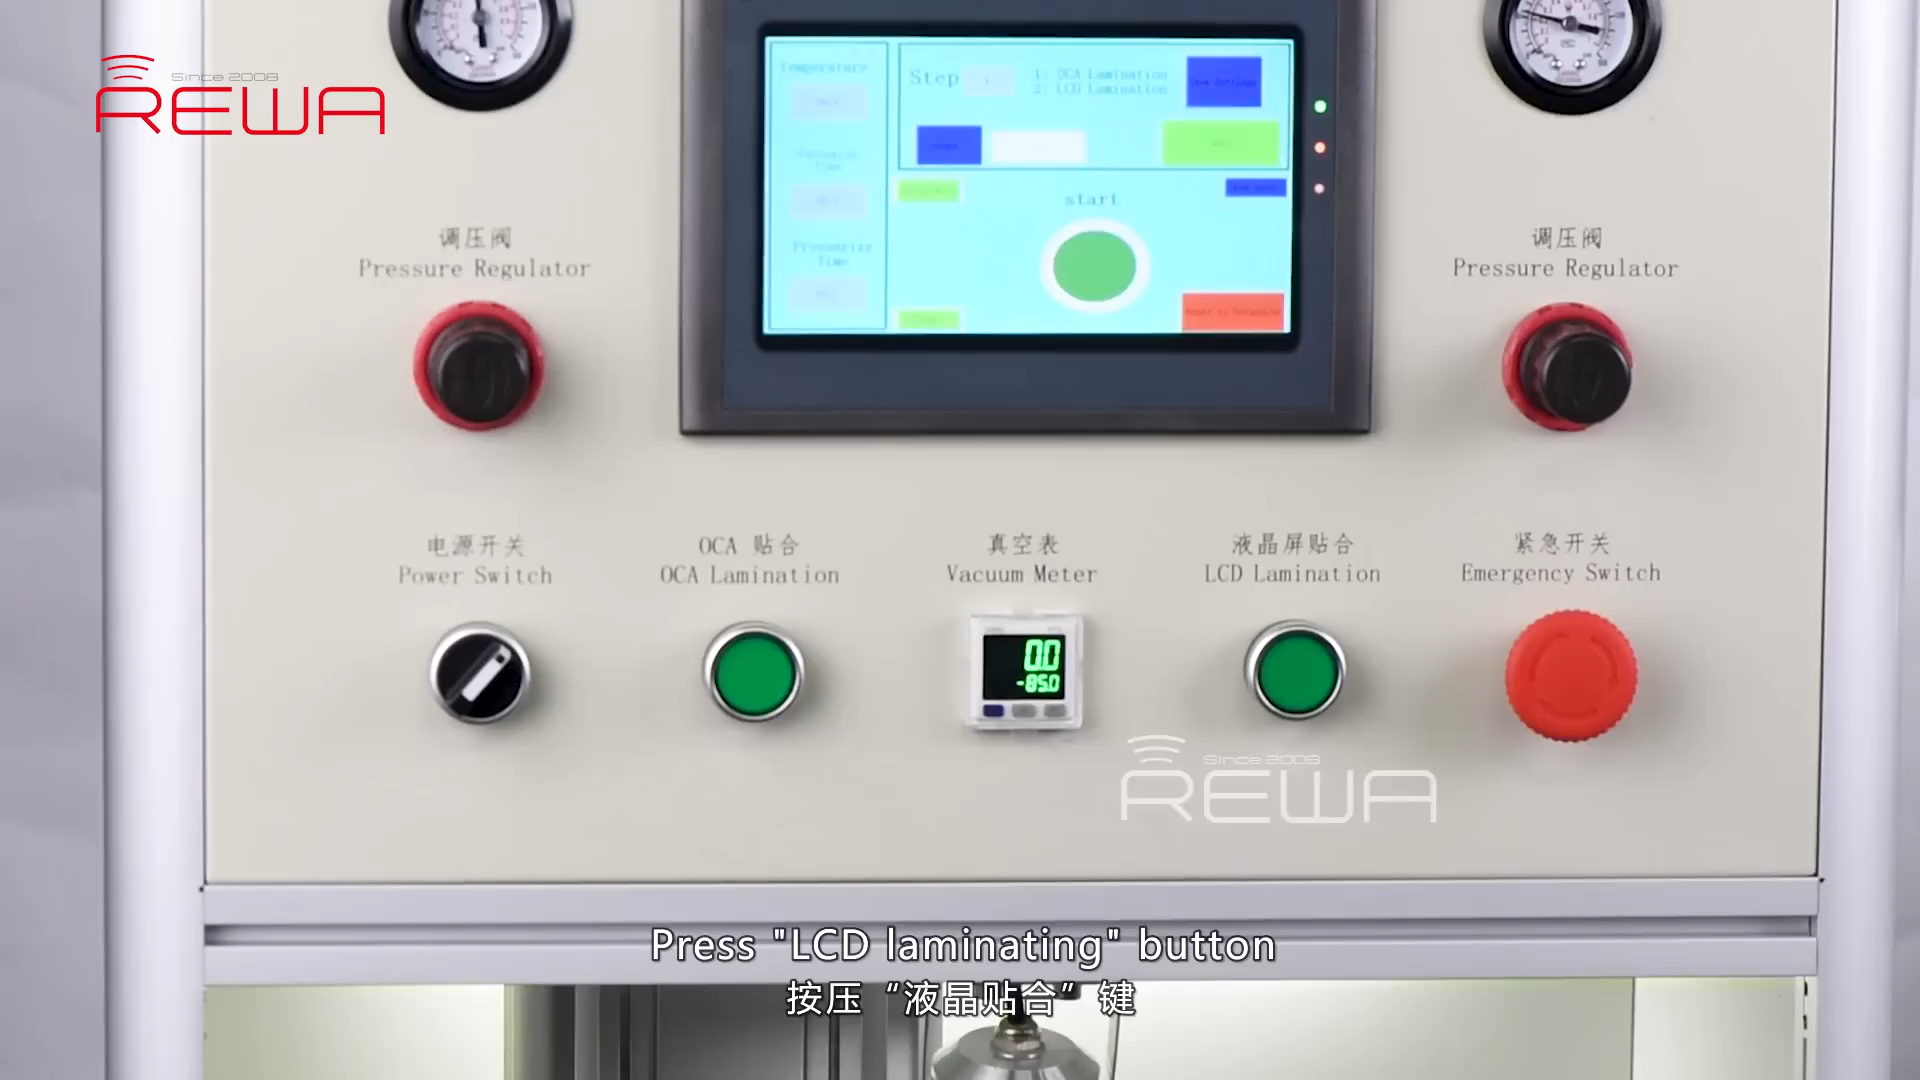 Since 2008
REWA
Temperature
Step
1: OCA Lamination
2: LCD Lamination
Save Settings
Pressurize
Time
start
调压阀
Pressure Regulator
调压阀
Pressure Regulator
电源开关
Power Switch
OCA 贴合
OCA Lamination
真空表
Vacuum Meter
液晶屏贴合
LCD Lamination
紧急开关
Emergency Switch
0.0
-85.0
Since 2008
REWA
Press "LCD laminating" button
按压“液晶贴合”键